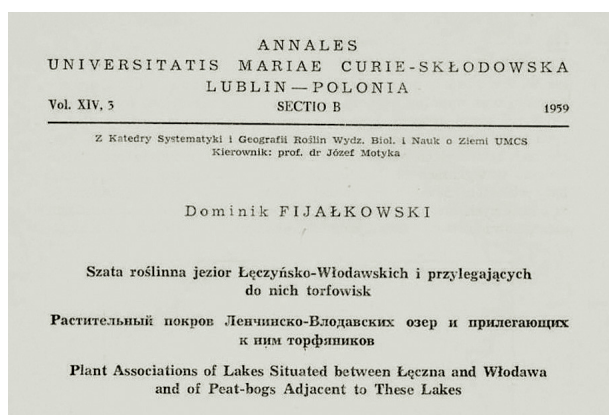 ANNALES
UNIVERSITATIS MARIAE CURIE-SKŁODOWSKA
LUBLIN — POLONIA
Vol. XIV, 3 SECTIO B 1959
Z Katedry Systematyki i Geografii Roślin Wydz. Biol. i Nauk o Ziemi UMCS
Kierownik: prof. dr Józef Motyka
Dominik FIJAŁKOWSKI
Szata roślinna jezior Łęczyńsko-Włodawskich i przylegających
do nich torfowisk
Растительный покров Ленчинско-Влодавских озер и прилегающих
к ним торфяников
Plant Associations of Lakes Situated between Łęczna and Włodawa
and of Peat-bogs Adjacent to These Lakes